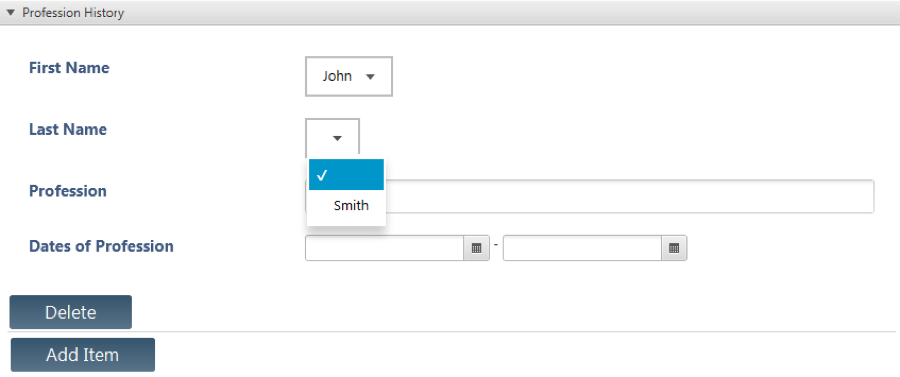 Profession History
First Name
John
Last Name
Smith
Profession
Dates of Profession
-
Delete
Add Item